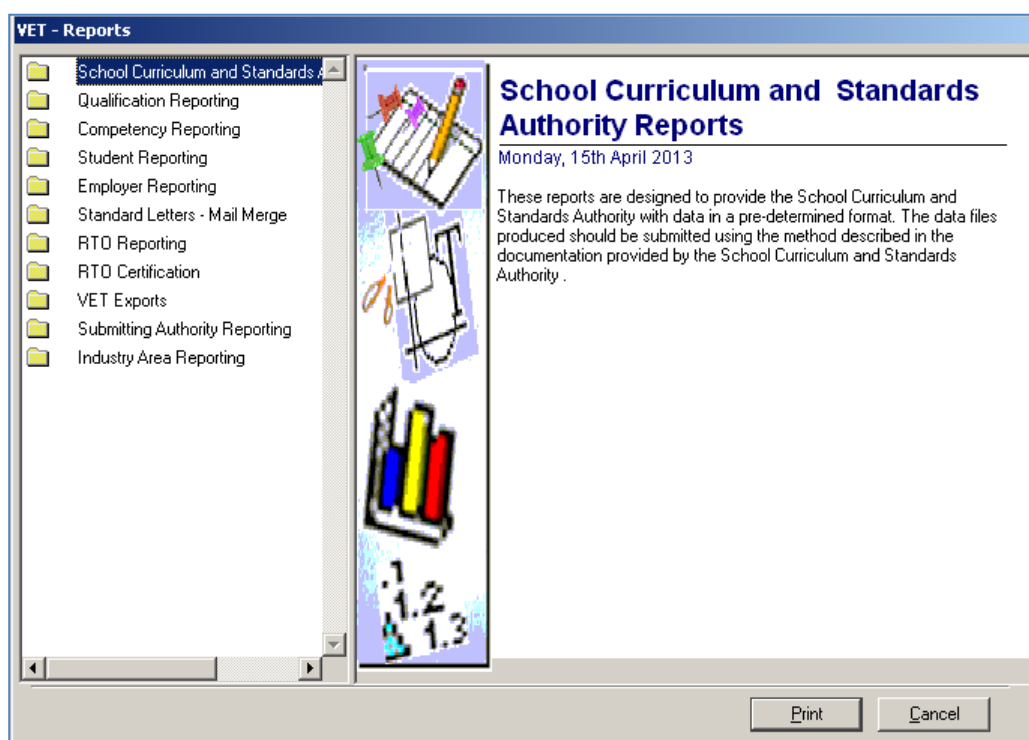 VET - Reports
School Curriculum and Standards A
Qualification Reporting
Competency Reporting
Student Reporting
Employer Reporting
Standard Letters - Mail Merge
RTO Reporting
RTO Certification
VET Exports
Submitting Authority Reporting
Industry Area Reporting
School Curriculum and Standards
Authority Reports
Monday, 15th April 2013
These reports are designed to provide the School Curriculum and
Standards Authority with data in a pre-determined format. The data files
produced should be submitted using the method described in the
documentation provided by the School Curriculum and Standards
Authority .
.1
1.2
1.3
Print
Cancel